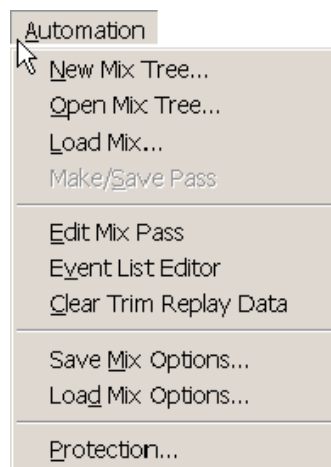 Automation
New Mix Tree...
Open Mix Tree...
Load Mix...
Make/Save Pass
Edit Mix Pass
Event List Editor
Clear Trim Replay Data
Save Mix Options...
Load Mix Options...
Protection...